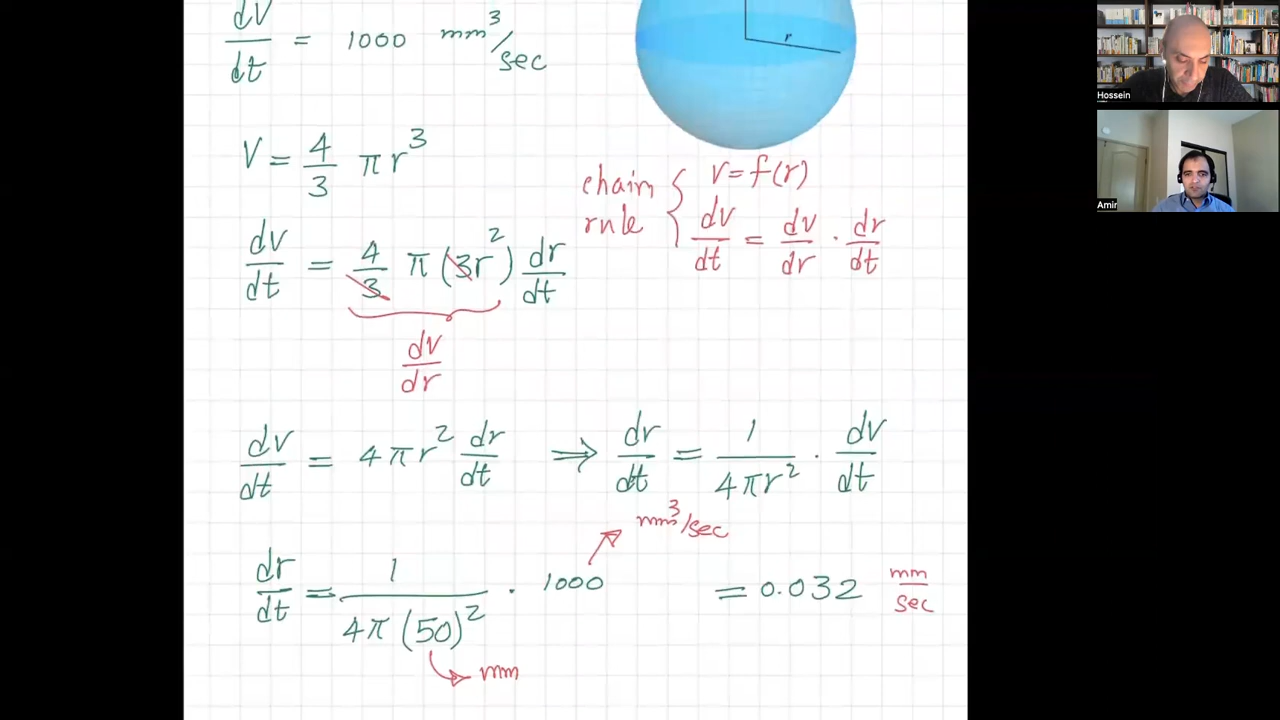 dV/dt = 1000 mm³/sec
r
V = 4/3 πr³
chain rule { v = f(r)
dv/dt = dv/dr · dr/dt
dv/dt = 4/3 π(3r²) dr/dt
dv/dr
dv/dt = 4πr² dr/dt ⇒ dr/dt = 1/4πr² · dv/dt
mm³/sec
dr/dt = 1/4π(50)² · 1000 = 0.032 mm/sec
mm
Hossein
Amir